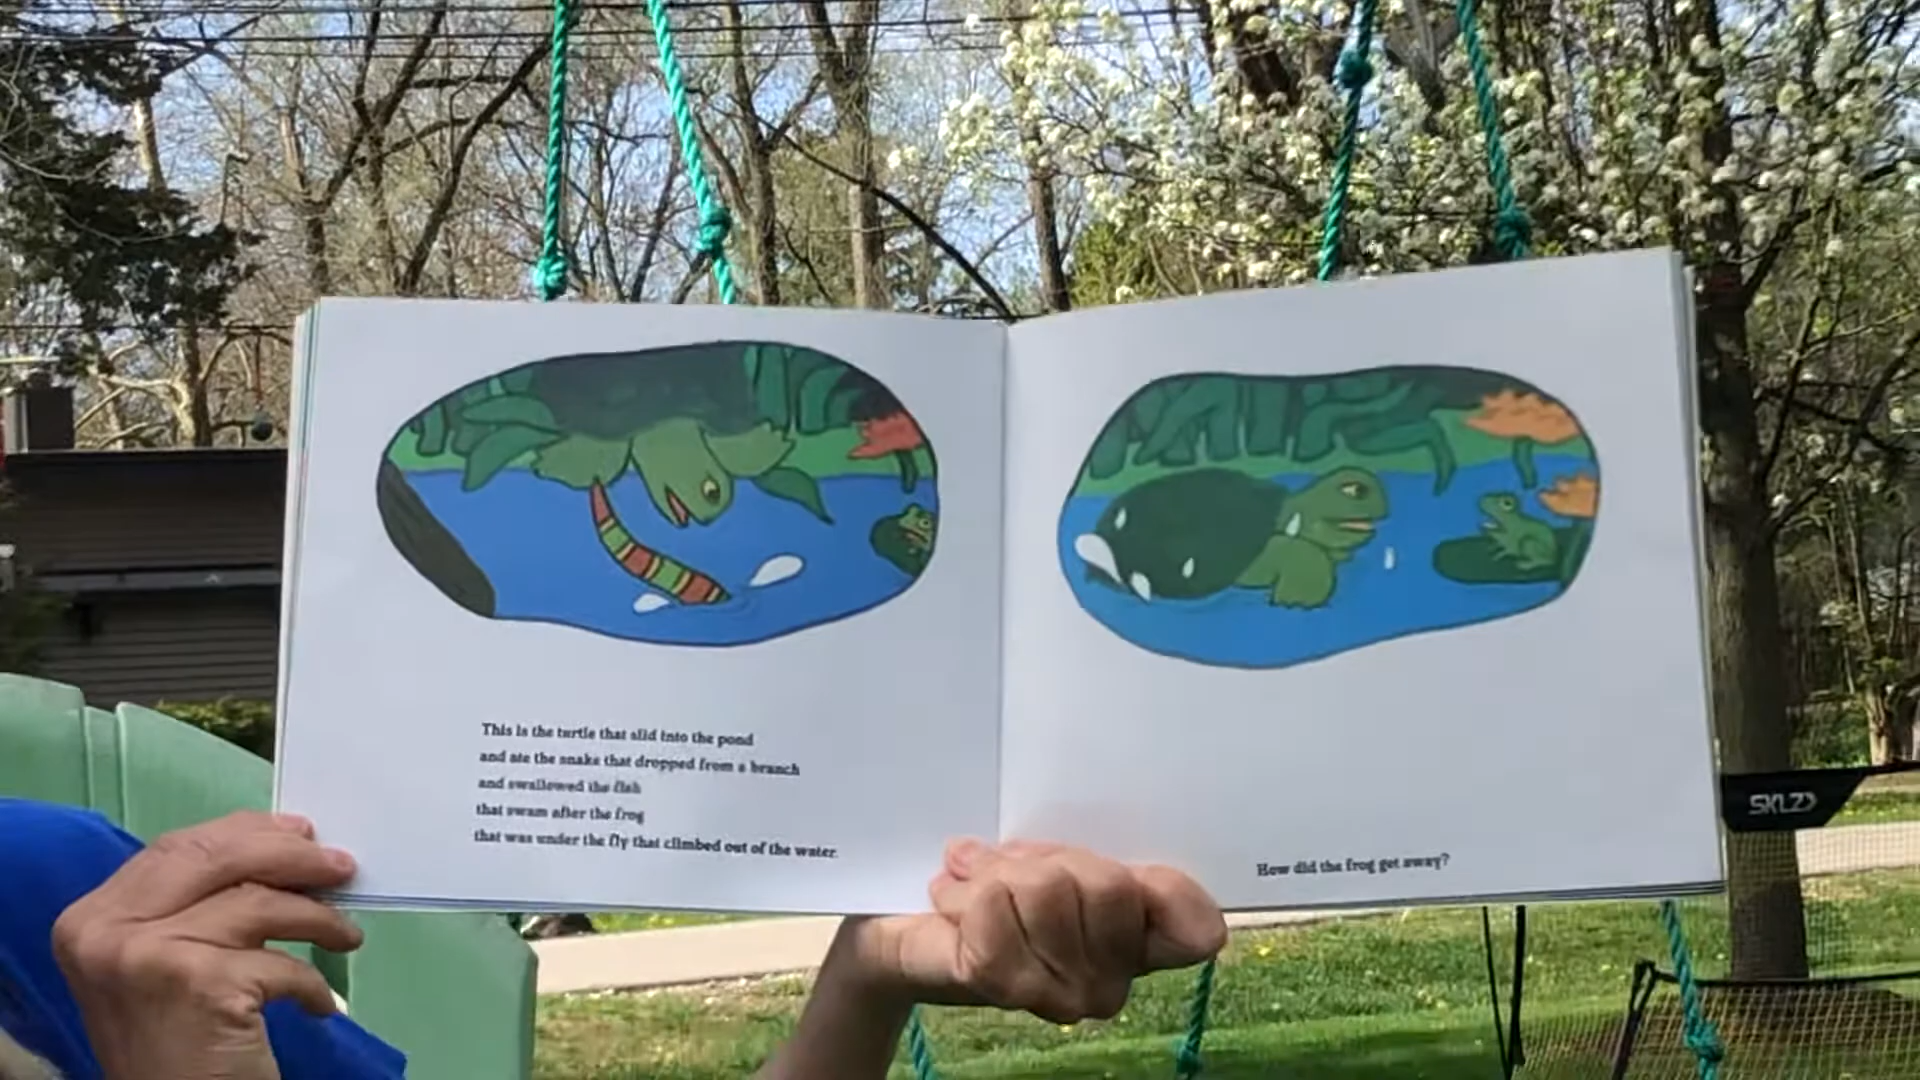 This is the turtle that slid into the pond
and ate the snake that dropped from a branch
and swallowed the fish
that swam after the frog
that was under the fly that climbed out of the water.
How did the frog get away?
SKLZ